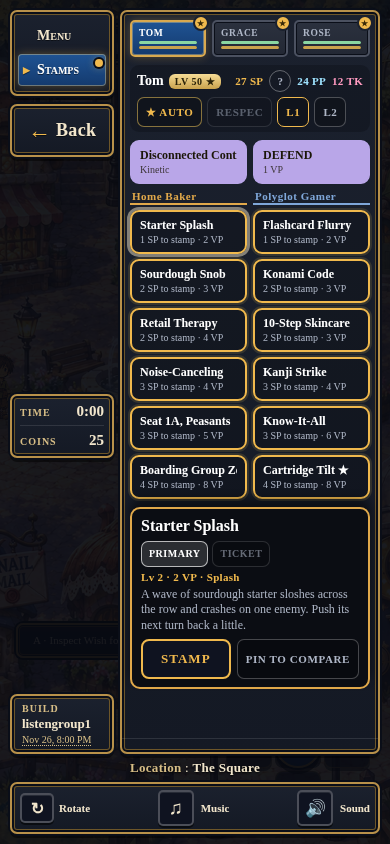 Menu
Stamps
← Back
TOM
GRACE
ROSE
Tom LV 50 ★ 27 SP ? 24 PP 12 TK
★ AUTO RESPEC L1 L2
Disconnected Cont
Kinetic
DEFEND
1 VP
Home Baker
Polyglot Gamer
Starter Splash
1 SP to stamp · 2 VP
Flashcard Flurry
1 SP to stamp · 2 VP
Sourdough Snob
2 SP to stamp · 3 VP
Konami Code
2 SP to stamp · 3 VP
Retail Therapy
2 SP to stamp · 4 VP
10-Step Skincare
2 SP to stamp · 4 VP
Noise-Canceling
3 SP to stamp · 4 VP
Kanji Strike
3 SP to stamp · 4 VP
Seat 1A, Peasants
3 SP to stamp · 5 VP
Know-It-All
3 SP to stamp · 6 VP
Boarding Group Z
4 SP to stamp · 8 VP
Cartridge Tilt ★
4 SP to stamp · 8 VP
Starter Splash
PRIMARY TICKET
Lv 2 · 2 VP · Splash
A wave of sourdough starter sloshes across
the row and crashes on one enemy. Push its
next turn back a little.
STAMP
PIN TO COMPARE
TIME 0:00
COINS 25
MAIL
A · Inspect Wish
BUILD
listengroup1
Nov 26, 8:00 PM
Location : The Square
Rotate
Music
Sound